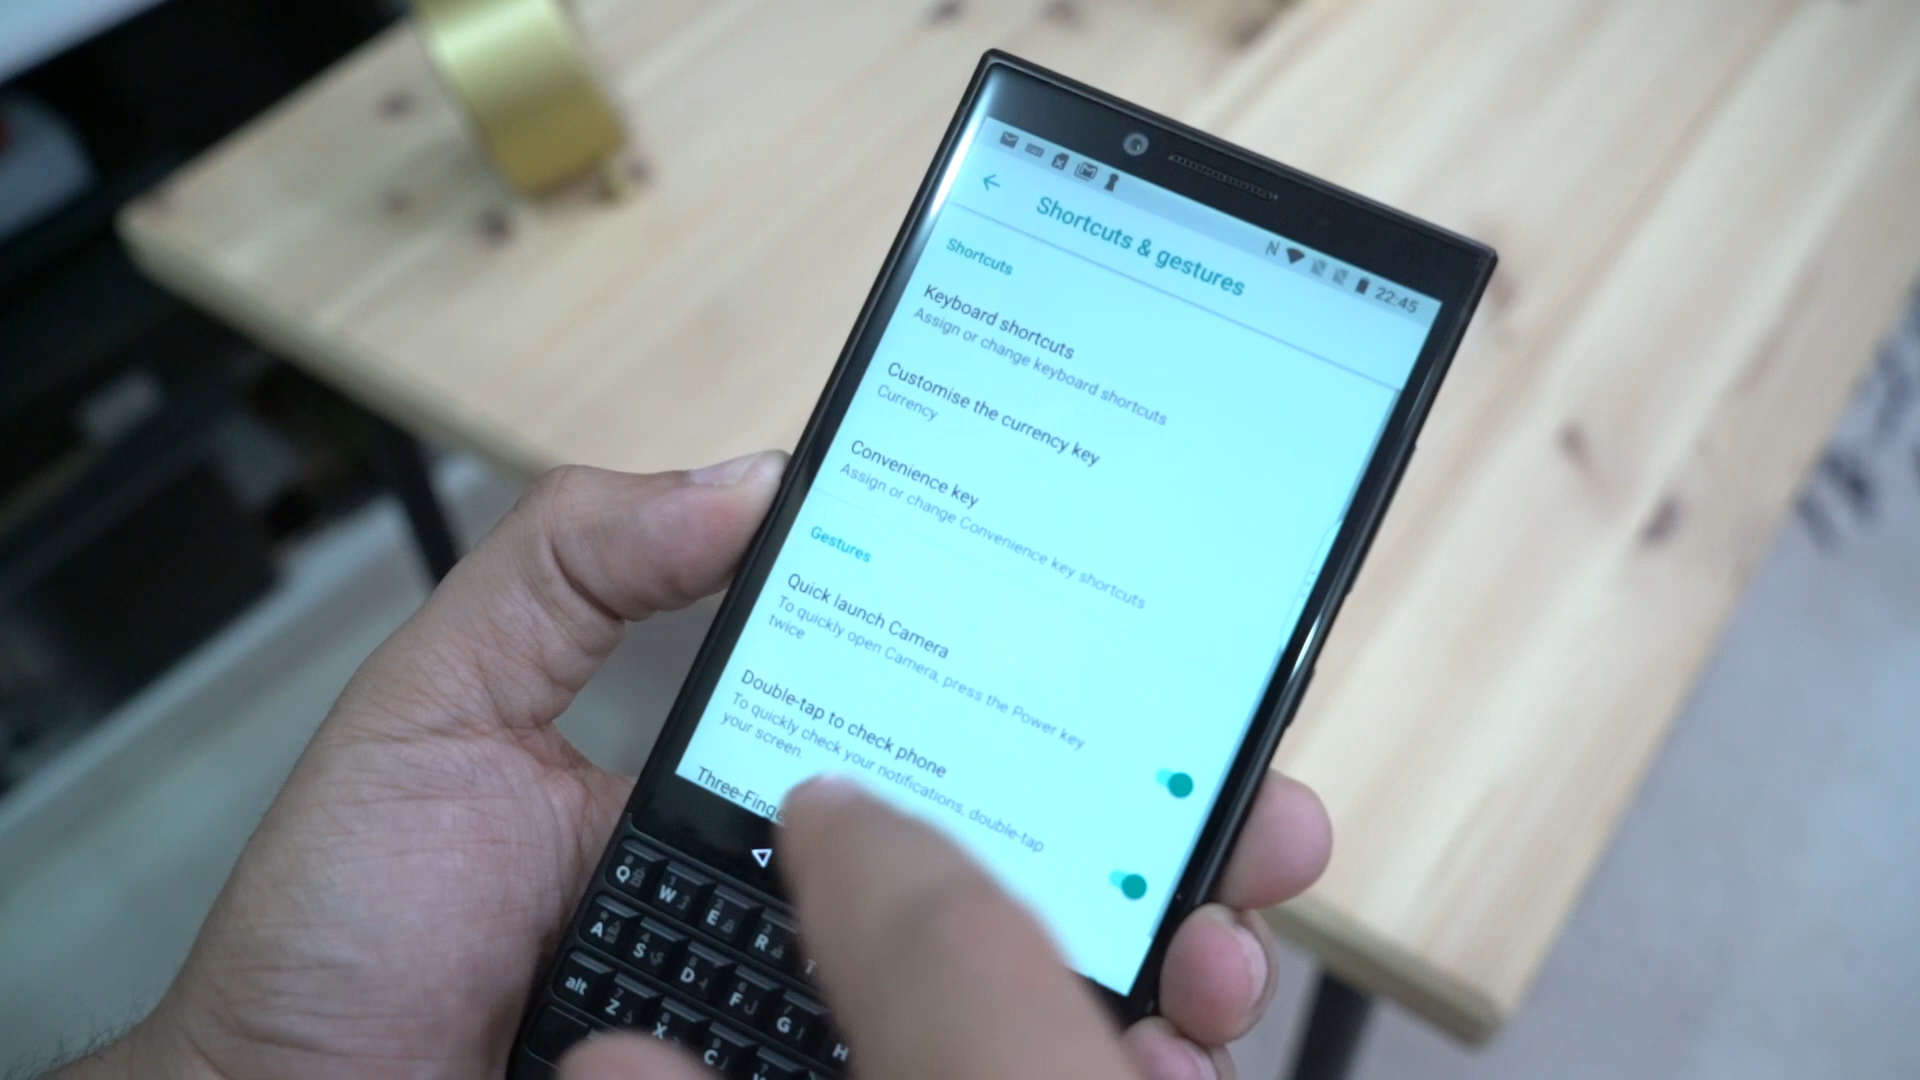 22:45
Shortcuts & gestures
Shortcuts
Keyboard shortcuts
Assign or change keyboard shortcuts
Customise the currency key
Currency
Convenience key
Assign or change Convenience key shortcuts
Gestures
Quick launch Camera
To quickly open Camera, press the Power key
twice
Double-tap to check phone
To quickly check your notifications, double-tap
your screen.
Three-Finge
Q W E R T
A S D F G H
alt Z X C